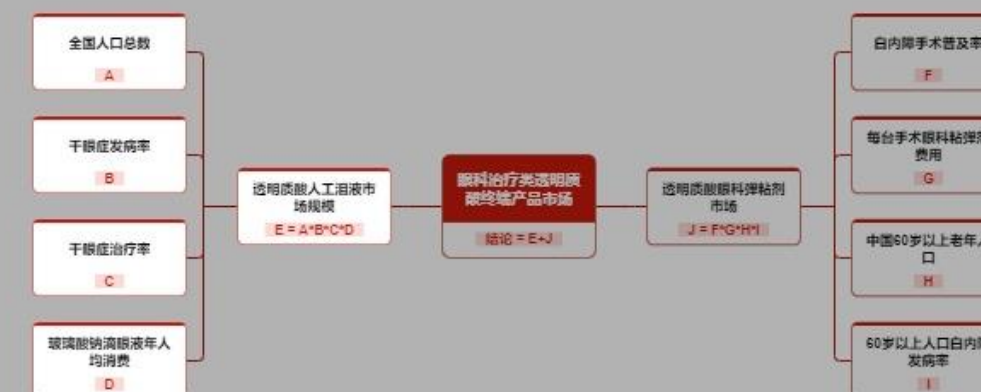 全国人口总数
A
干眼症发病率
B
干眼症治疗率
C
玻璃酸钠滴眼液年人
均消费
D
透明质酸人工泪液市
场规模
E = A*B*C*D
眼科治疗类透明质
酸终端产品市场
结论 = E+J
透明质酸眼科弹粘剂
市场
J = F*G*H*I
白内障手术普及率
F
每台手术眼科粘弹剂
费用
G
中国60岁以上老年人
口
H
60岁以上人口白内障
发病率
I